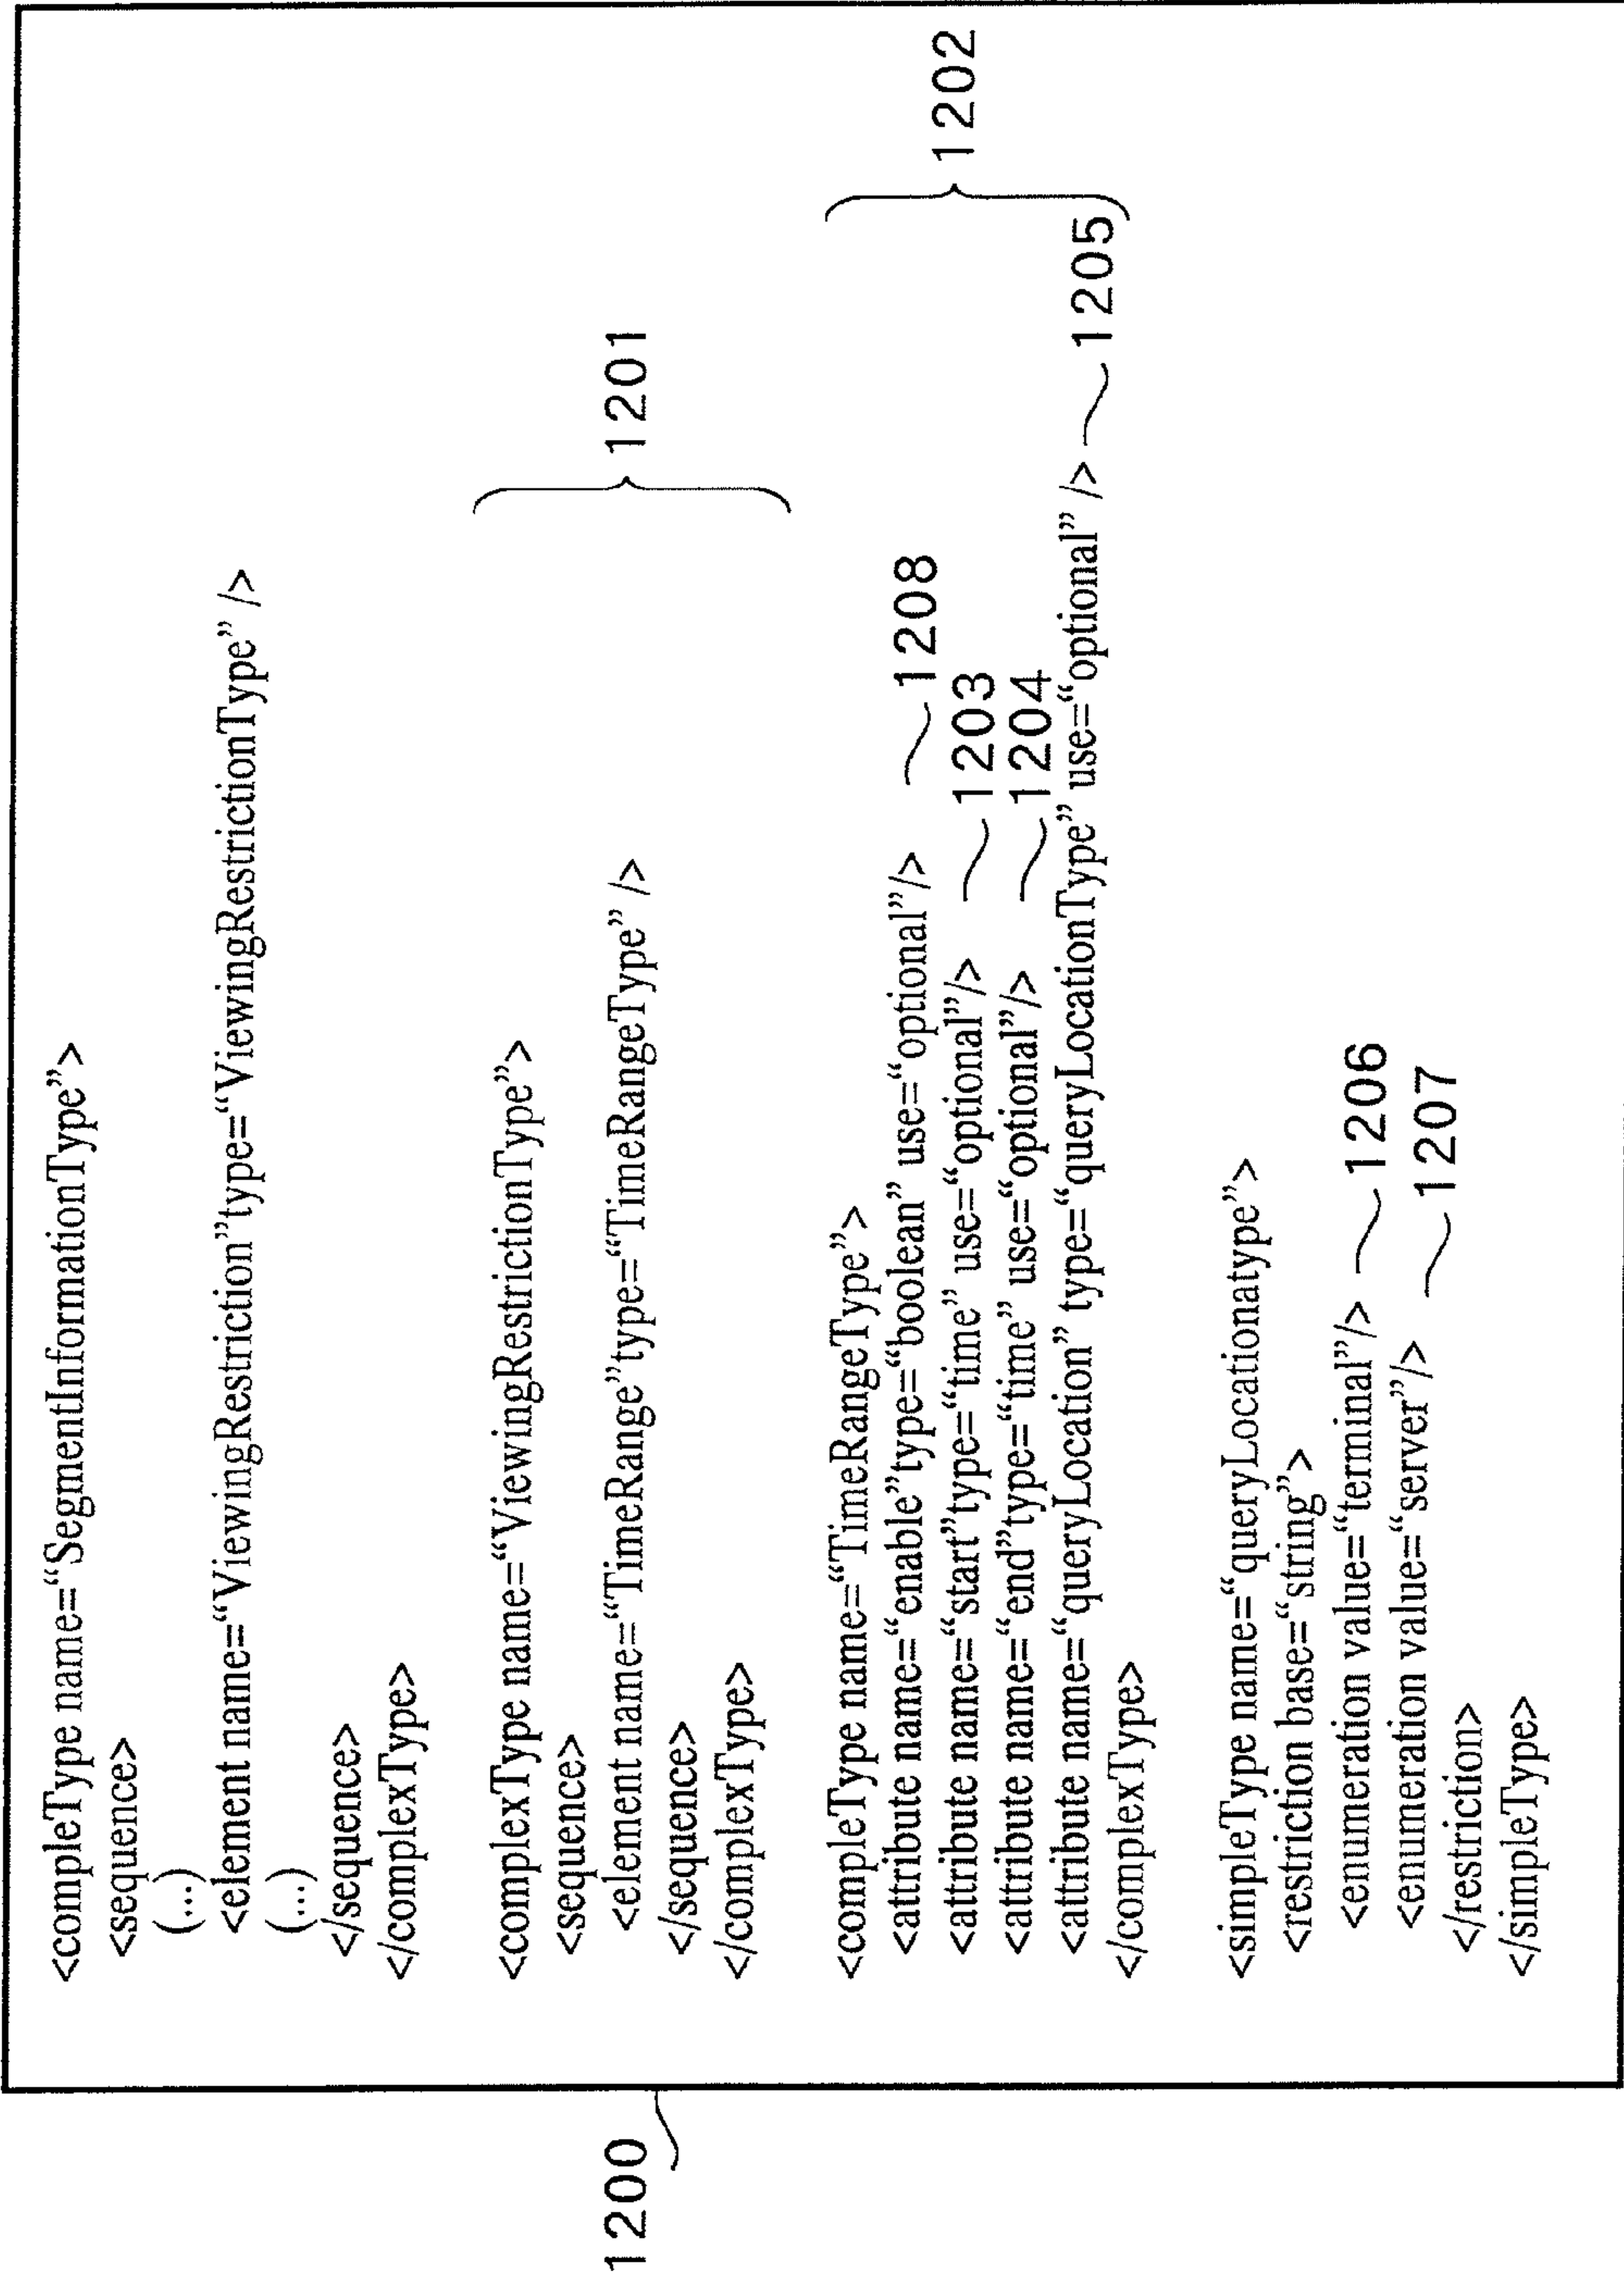 <compleType name=“SegmentInformationType”>
<sequence>
(...)
<element name=“ViewingRestriction”type=“ViewingRestrictionType” />
(...)
</sequence>
</complexType>
<complexType name=“ViewingRestrictionType”>
<sequence>
<element name=“TimeRange”type=“TimeRangeType” />
</sequence>
</complexType>
1201
<compleType name=“TimeRangeType”>
<attribute name=“enable”type=“boolean” use=“optional”/> 1208
<attribute name=“start”type=“time” use=“optional”/> 1203
<attribute name=“end”type=“time” use=“optional”/> 1204
<attribute name=“queryLocation” type=“queryLocationType” use=“optional” /> 1205
</complexType>
1202
<simpleType name=“queryLocationatype”>
<restriction base=“string”>
<enumeration value=“terminal”/> 1206
<enumeration value=“server”/> 1207
</restriction>
</simpleType>
1200